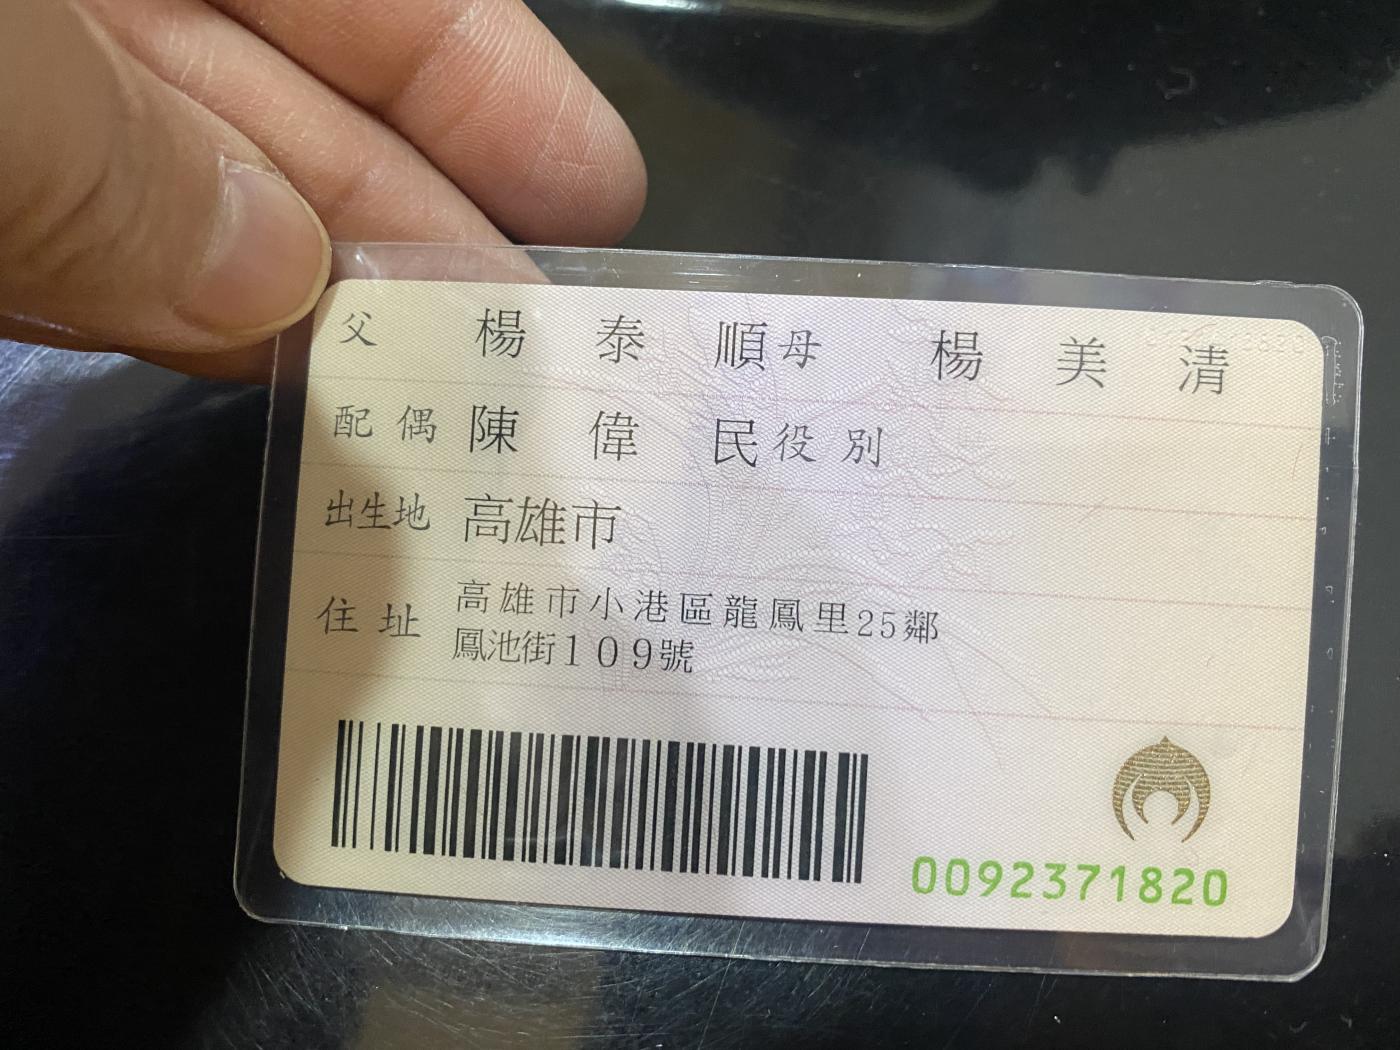 父 楊泰順 母 楊美清
配偶 陳偉民 役別
出生地 高雄市
住址 高雄市小港區龍鳳里25鄰
鳳池街109號
0092371820